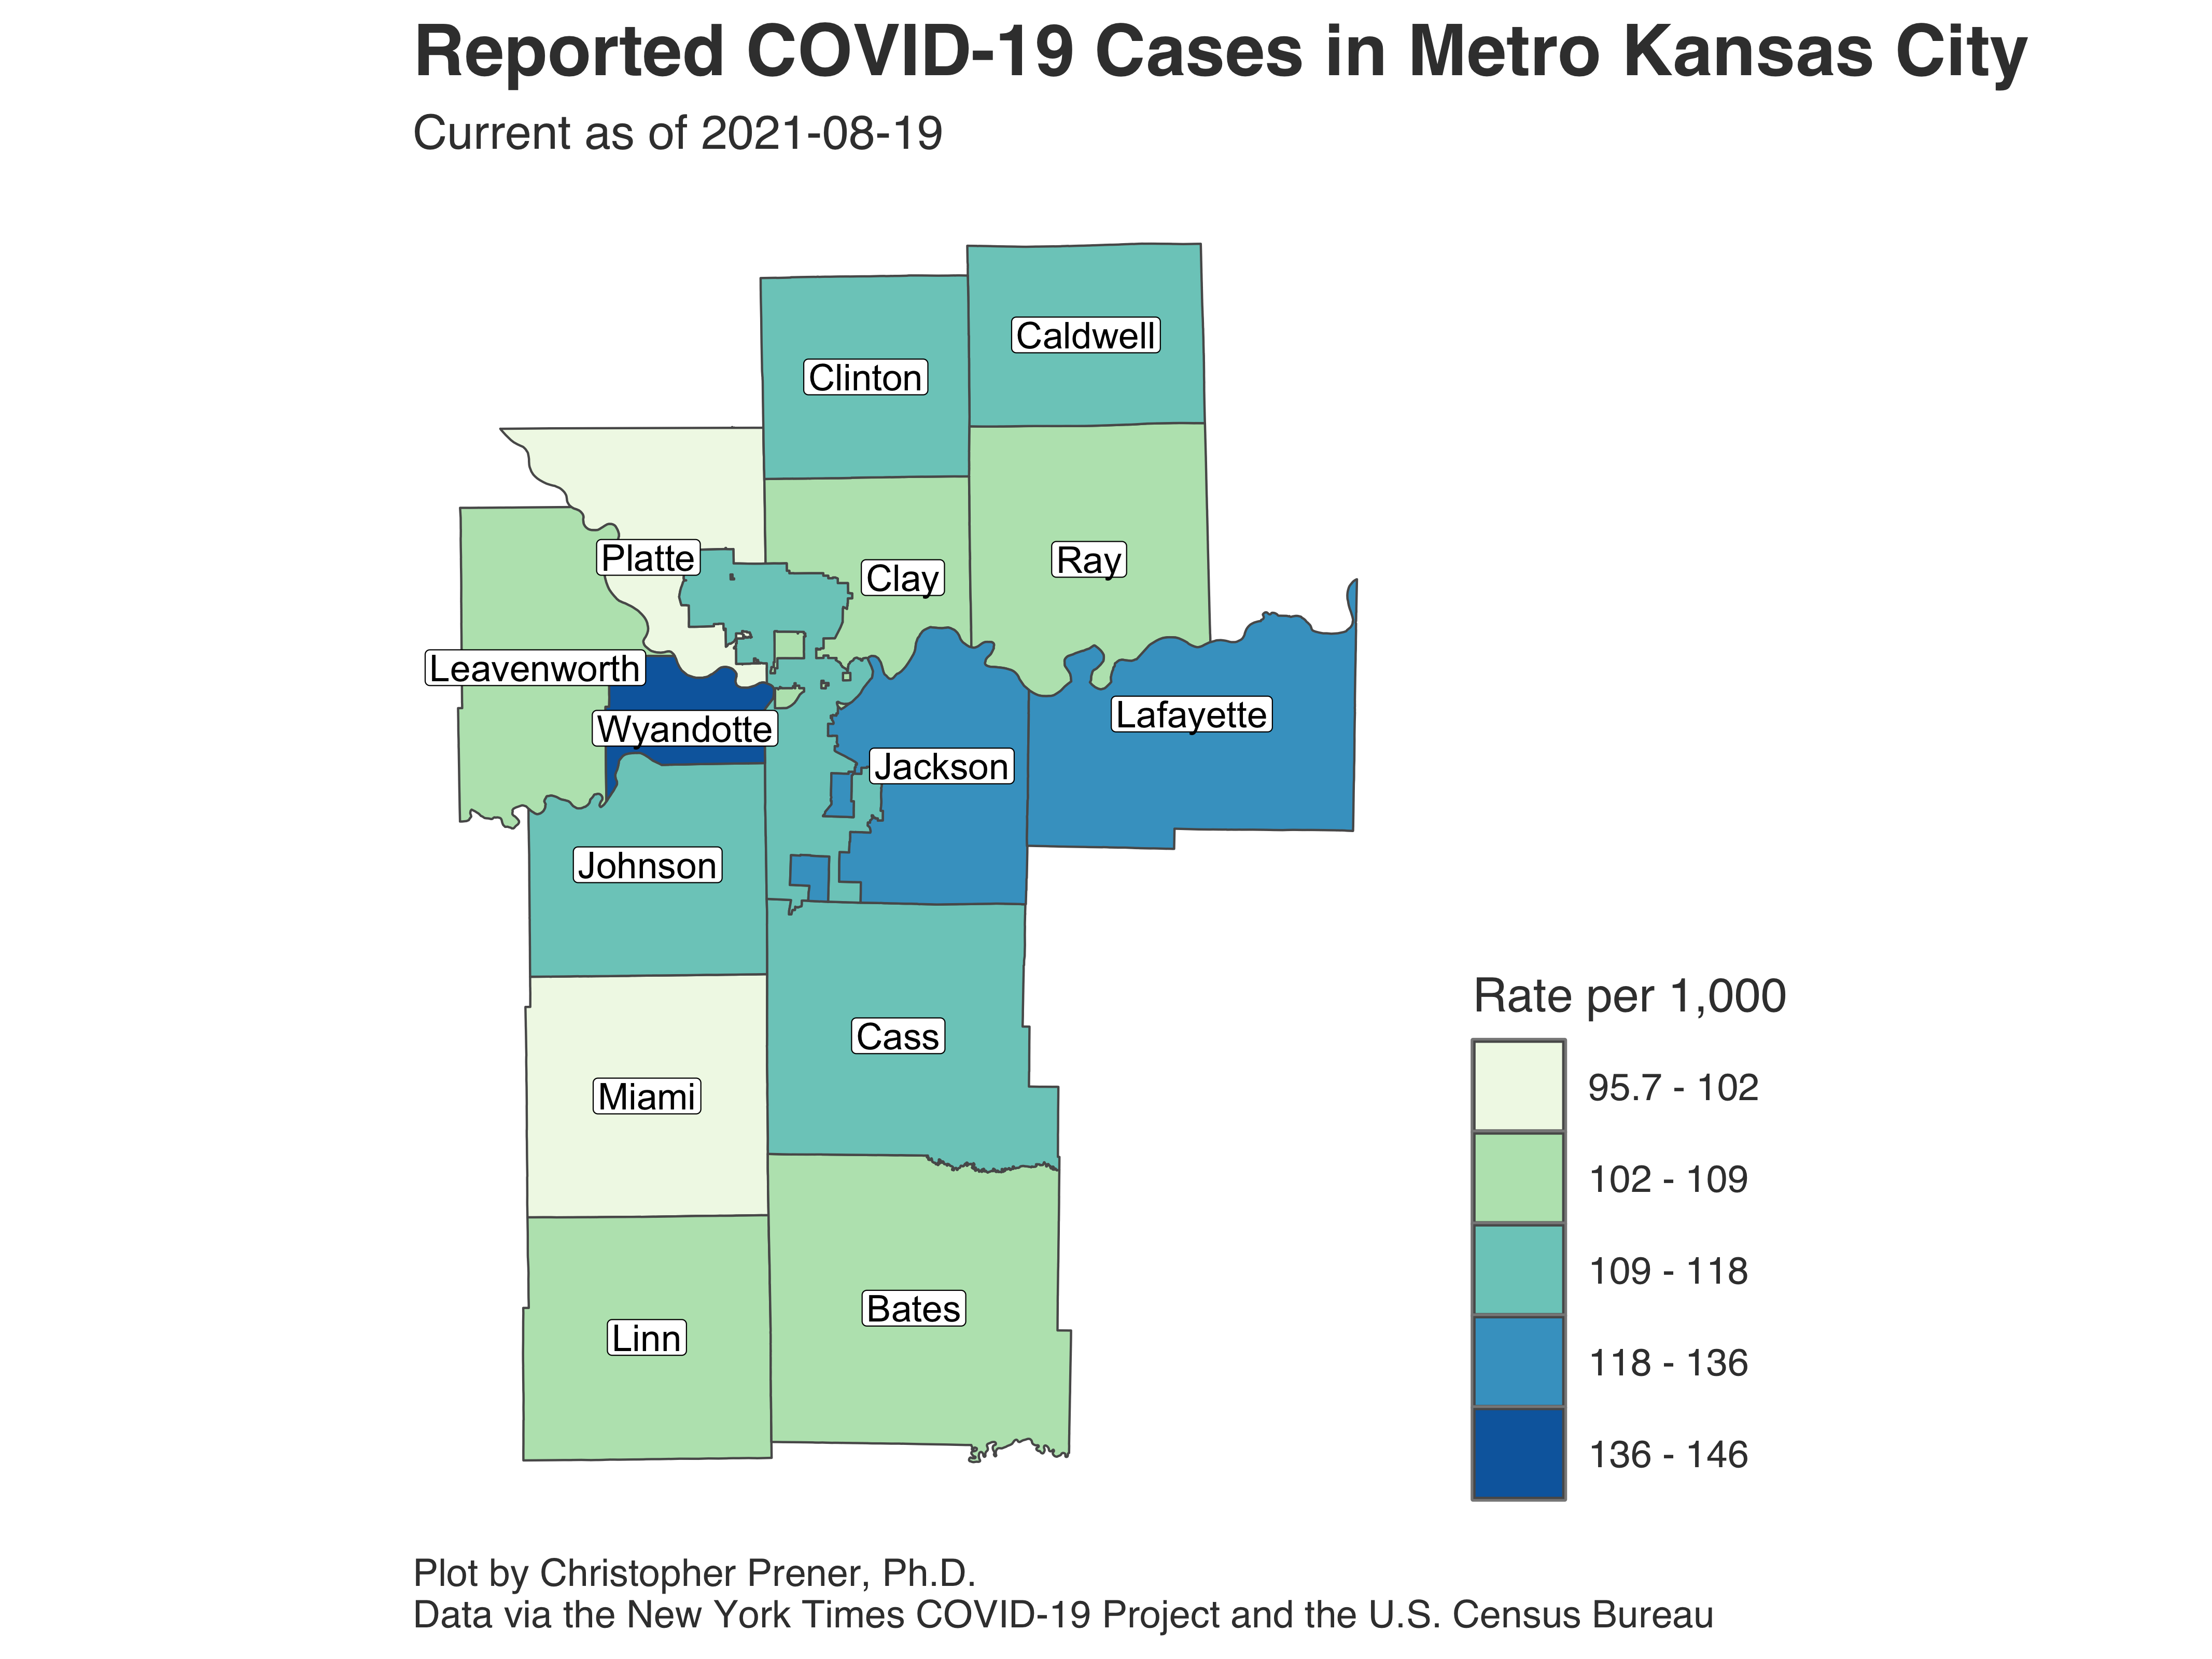 Reported COVID-19 Cases in Metro Kansas City
Current as of 2021-08-19
Caldwell
Clinton
Platte
Clay
Ray
Leavenworth
Wyandotte
Lafayette
Jackson
Johnson
Cass
Miami
Bates
Linn
Rate per 1,000
95.7 - 102
102 - 109
109 - 118
118 - 136
136 - 146
Plot by Christopher Prener, Ph.D.
Data via the New York Times COVID-19 Project and the U.S. Census Bureau